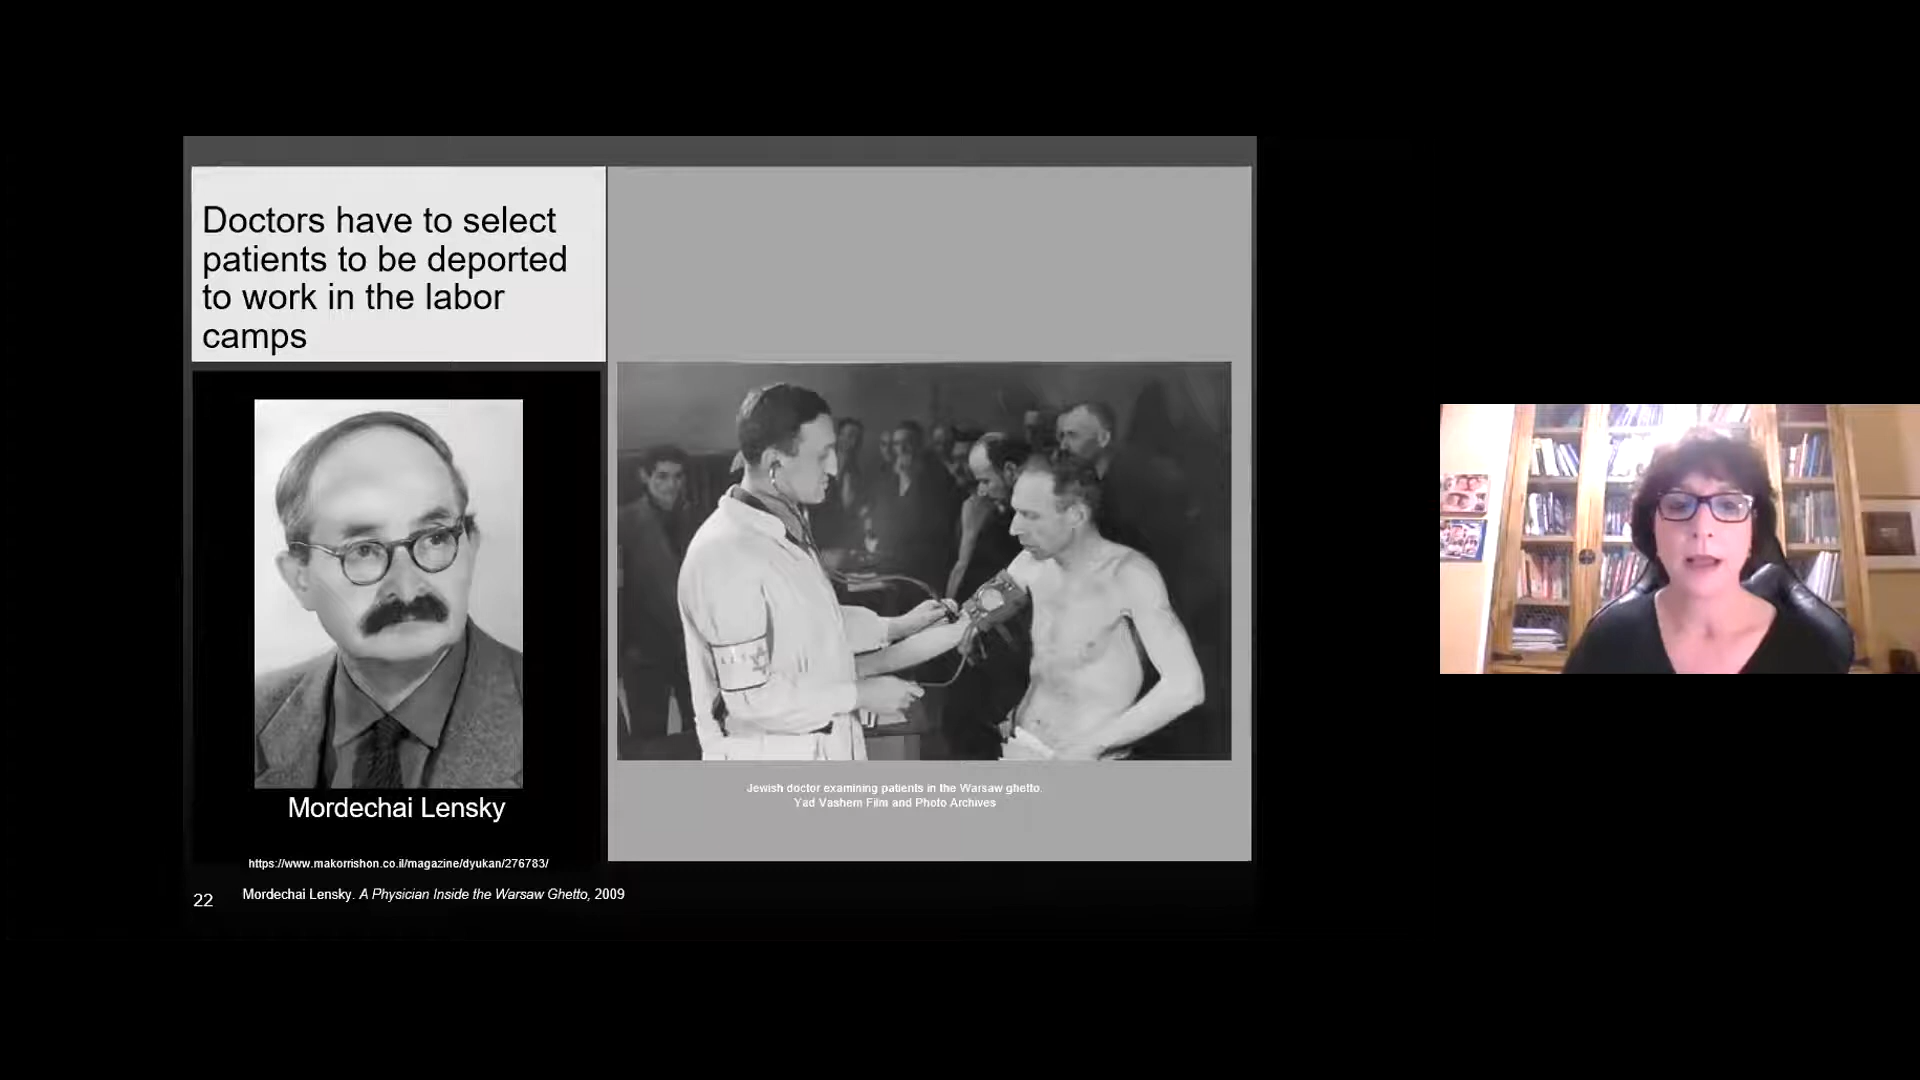 Doctors have to select
patients to be deported
to work in the labor
camps
Mordechai Lensky
https://www.makorrishon.co.il/magazine/dyukan/276783/
Jewish doctor examining patients in the Warsaw ghetto.
Yad Vashem Film and Photo Archives
22
Mordechai Lensky. A Physician Inside the Warsaw Ghetto, 2009